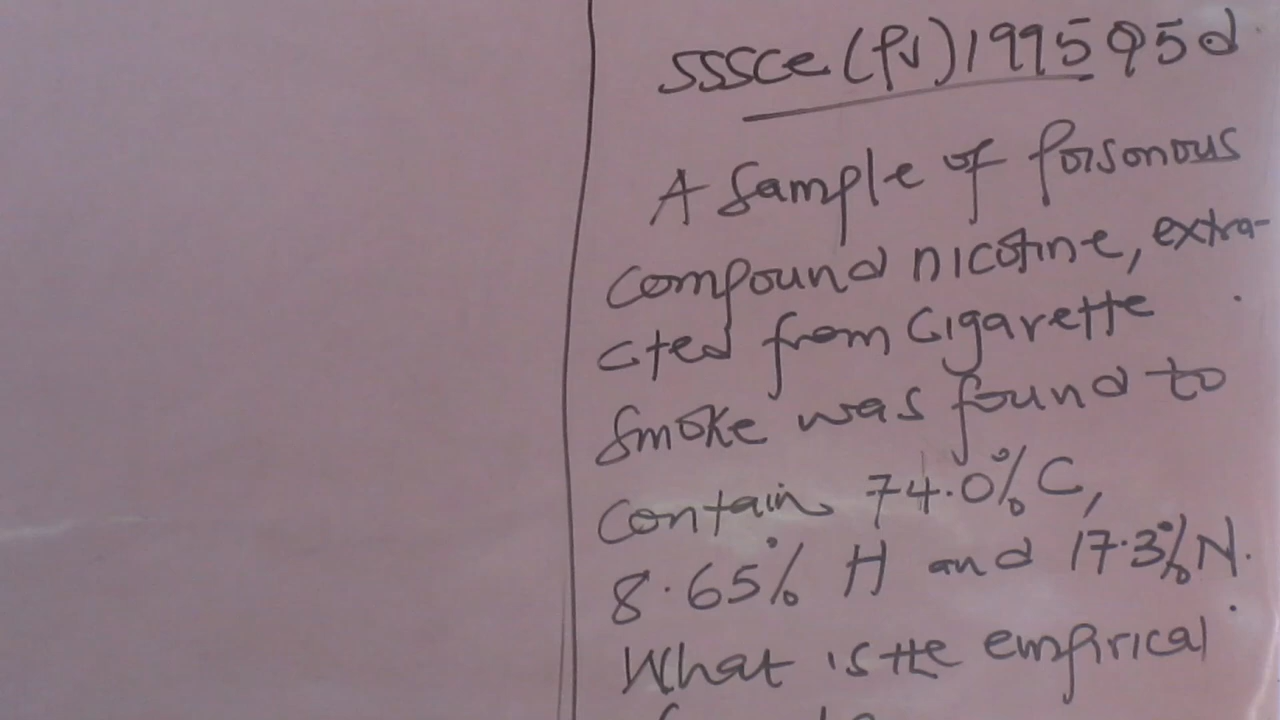 SSSCE (PV) 1995 Q5d
A sample of poisonous
compound nicotine, extra-
cted from cigarette
smoke was found to
contain 74.0% C,
8.65% H and 17.3% N.
What is the empirical